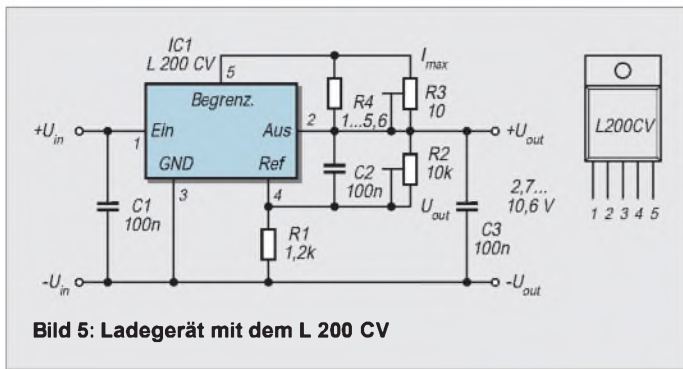 IC1
L 200 CV
5
I max
Begrenz.
R4
1...5,6
R3
10
L200CV
+U in
1
Ein
Aus
2
+U out
GND
Ref
3
4
C2
100n
R2
10k
2,7...
10,6 V
C1
100n
R1
1,2k
U out
C3
100n
1 2 3 4 5
-U in
-U out
Bild 5: Ladegerät mit dem L 200 CV